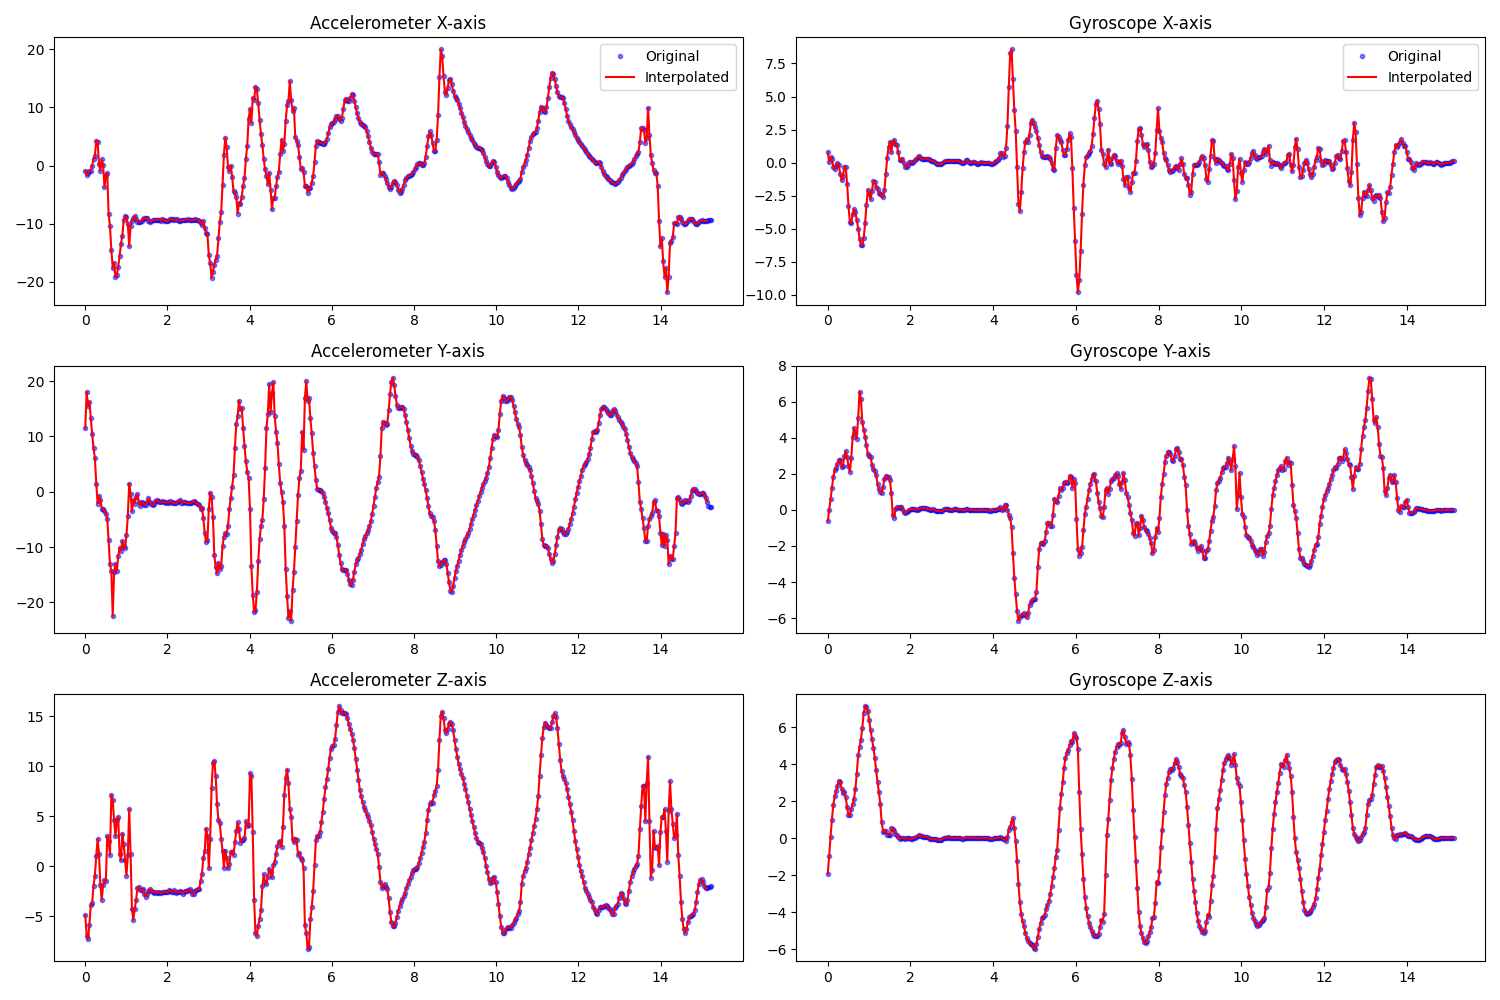 Accelerometer X-axis
20
10
0
−10
−20
0 2 4 6 8 10 12 14
Original
Interpolated
Gyroscope X-axis
7.5
5.0
2.5
0.0
−2.5
−5.0
−7.5
−10.0
0 2 4 6 8 10 12 14
Original
Interpolated
Accelerometer Y-axis
20
10
0
−10
−20
0 2 4 6 8 10 12 14
Gyroscope Y-axis
8
6
4
2
0
−2
−4
−6
0 2 4 6 8 10 12 14
Accelerometer Z-axis
15
10
5
0
−5
0 2 4 6 8 10 12 14
Gyroscope Z-axis
6
4
2
0
−2
−4
−6
0 2 4 6 8 10 12 14